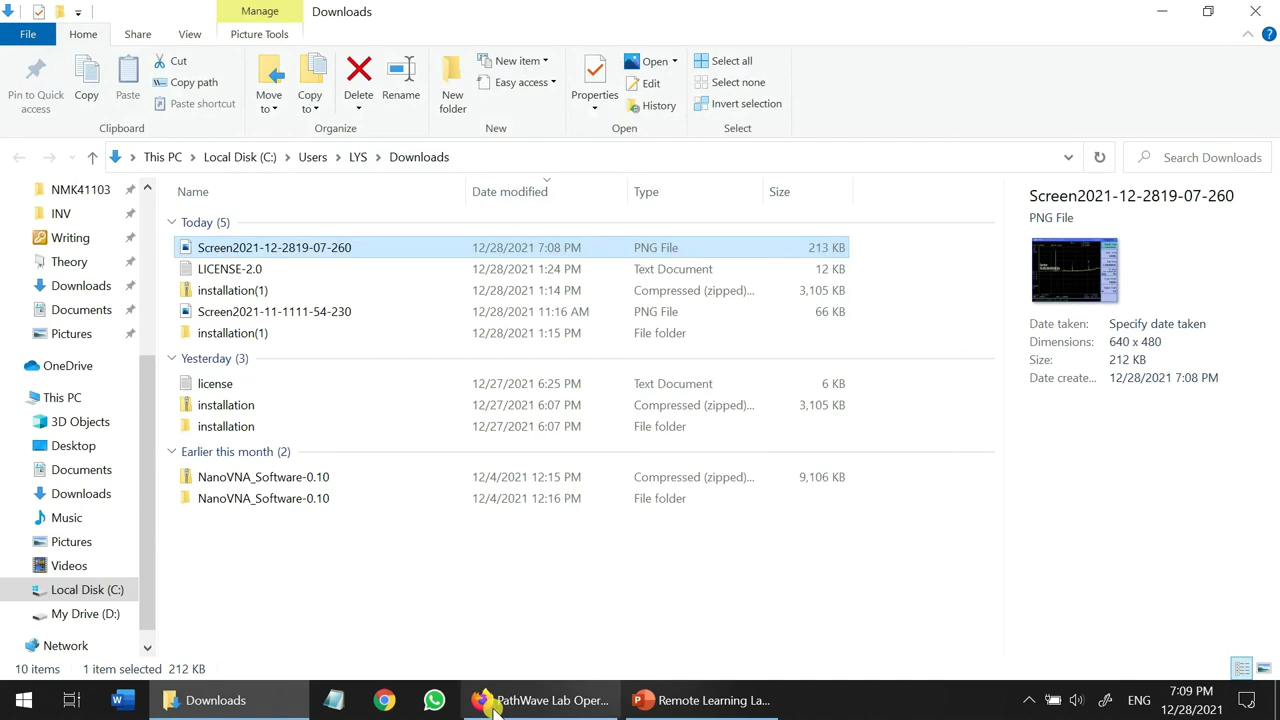 Manage
Downloads
File
Home
Share
View
Picture Tools
Pin to Quick
access
Copy
Paste
Cut
Copy path
Paste shortcut
Clipboard
Move
to
Copy
to
Delete
Rename
Organize
New
folder
New item
Easy access
New
Properties
Open
Edit
History
Open
Select all
Select none
Invert selection
Select
This PC
Local Disk (C:)
Users
LYS
Downloads
Search Downloads
NMK41103
INV
Writing
Theory
Downloads
Documents
Pictures
OneDrive
This PC
3D Objects
Desktop
Documents
Downloads
Music
Pictures
Videos
Local Disk (C:)
My Drive (D:)
Network
Name Date modified Type Size
Today (5)
Screen2021-12-2819-07-260 12/28/2021 7:08 PM PNG File 213 KB
LICENSE-2.0 12/28/2021 1:24 PM Text Document 12 KB
installation(1) 12/28/2021 1:14 PM Compressed (zipped)... 3,105 KB
Screen2021-11-1111-54-230 12/28/2021 11:16 AM PNG File 66 KB
installation(1) 12/28/2021 1:15 PM File folder
Yesterday (3)
license 12/27/2021 6:25 PM Text Document 6 KB
installation 12/27/2021 6:07 PM Compressed (zipped)... 3,105 KB
installation 12/27/2021 6:07 PM File folder
Earlier this month (2)
NanoVNA_Software-0.10 12/4/2021 12:15 PM Compressed (zipped)... 9,106 KB
NanoVNA_Software-0.10 12/4/2021 12:16 PM File folder
Screen2021-12-2819-07-260
PNG File
Date taken: Specify date taken
Dimensions: 640 x 480
Size: 212 KB
Date create... 12/28/2021 7:08 PM
10 items 1 item selected 212 KB
Downloads
PathWave Lab Oper...
Remote Learning La...
ENG
7:09 PM
12/28/2021